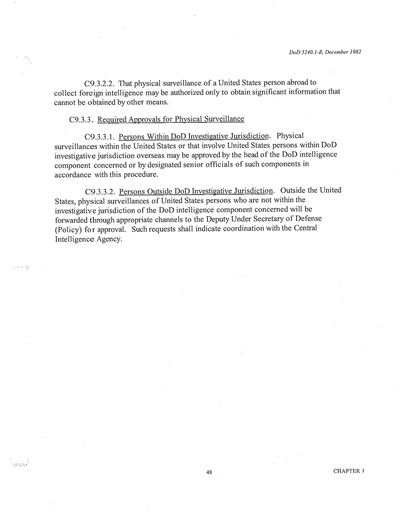 DoD 5240.1-R, December 1982
C9.3.2.2. That physical surveillance of a United States person abroad to
collect foreign intelligence may be authorized only to obtain significant information that
cannot be obtained by other means.
C9.3.3. Required Approvals for Physical Surveillance
C9.3.3.1. Persons Within DoD Investigative Jurisdiction. Physical
surveillances within the United States or that involve United States persons within DoD
investigative jurisdiction overseas may be approved by the head of the DoD intelligence
component concerned or by designated senior officials of such components in
accordance with this procedure.
C9.3.3.2. Persons Outside DoD Investigative Jurisdiction. Outside the United
States, physical surveillances of United States persons who are not within the
investigative jurisdiction of the DoD intelligence component concerned will be
forwarded through appropriate channels to the Deputy Under Secretary of Defense
(Policy) for approval. Such requests shall indicate coordination with the Central
Intelligence Agency.
48
CHAPTER 3